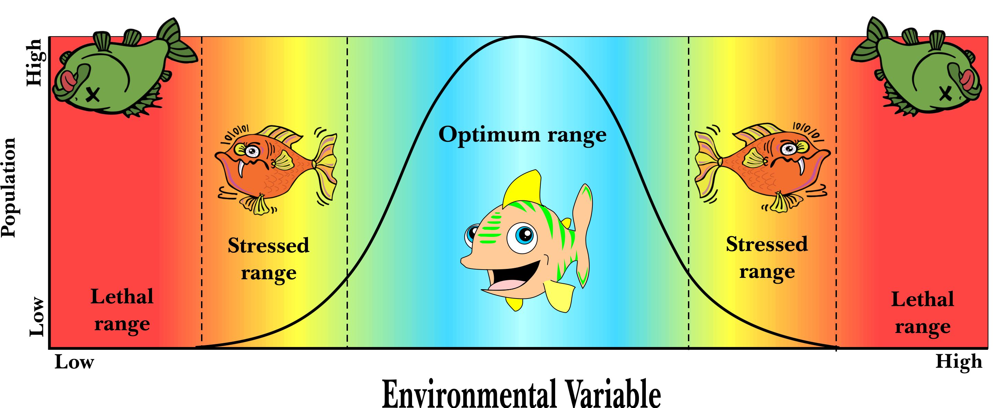 High
Population
Low
Lethal
range
Stressed
range
Optimum range
Stressed
range
Lethal
range
Low
High
Environmental Variable